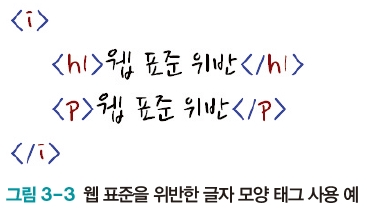 <i>
<h1>웹 표준 위반</h1>
<p>웹 표준 위반</p>
</i>
그림 3-3 웹 표준을 위반한 글자 모양 태그 사용 예